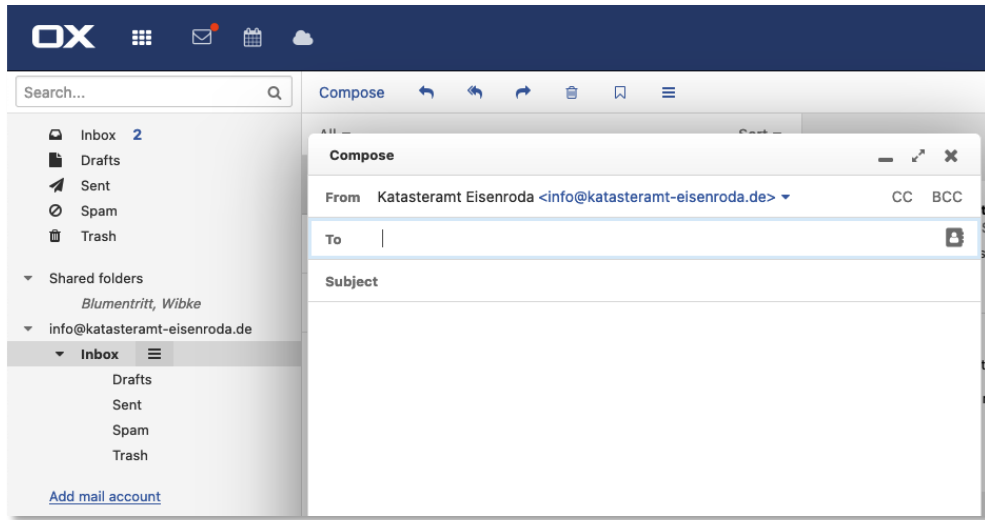 OX
Search...
Compose
Inbox 2
Drafts
Sent
Spam
Trash
Shared folders
Blumentritt, Wibke
info@katasteramt-eisenroda.de
Inbox
Drafts
Sent
Spam
Trash
Add mail account
Compose
From Katasteramt Eisenroda <info@katasteramt-eisenroda.de> CC BCC
To
Subject